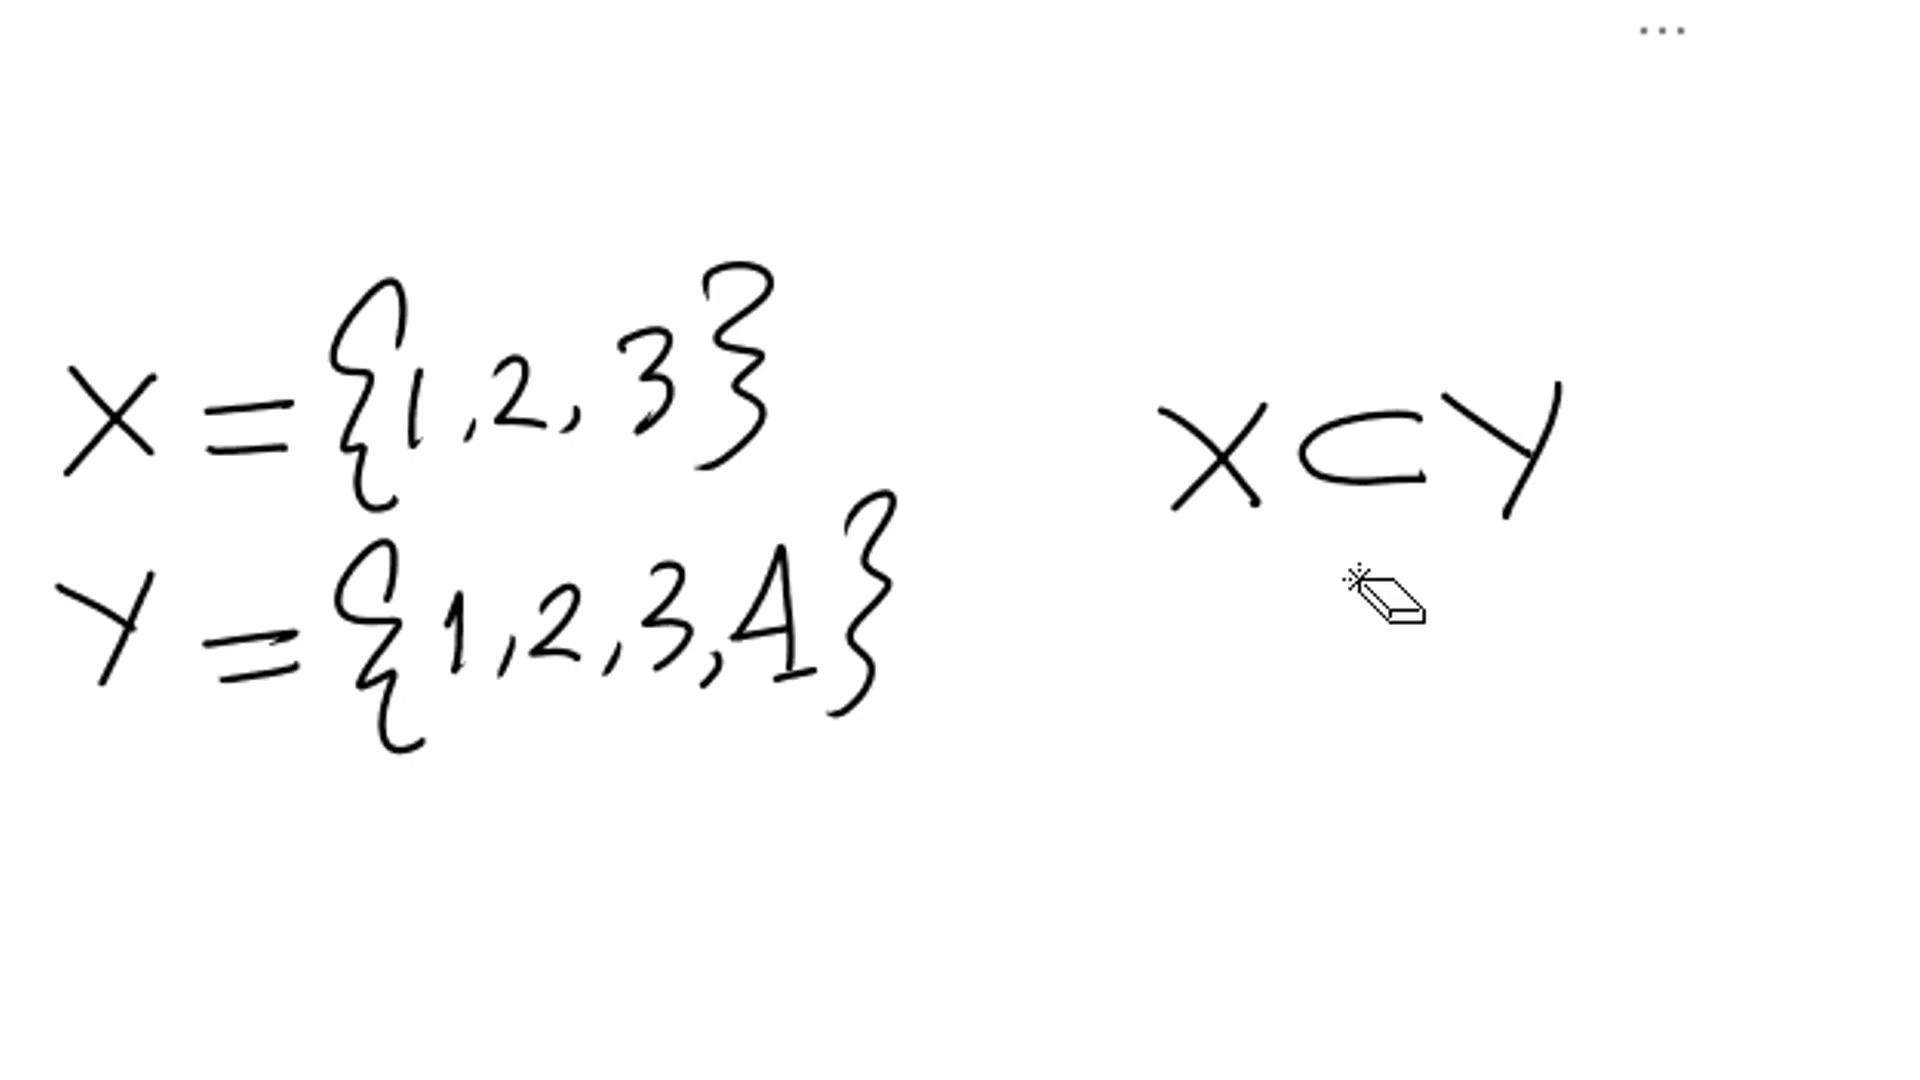 X = {1, 2, 3}
Y = {1, 2, 3, 4}
X ⊂ Y